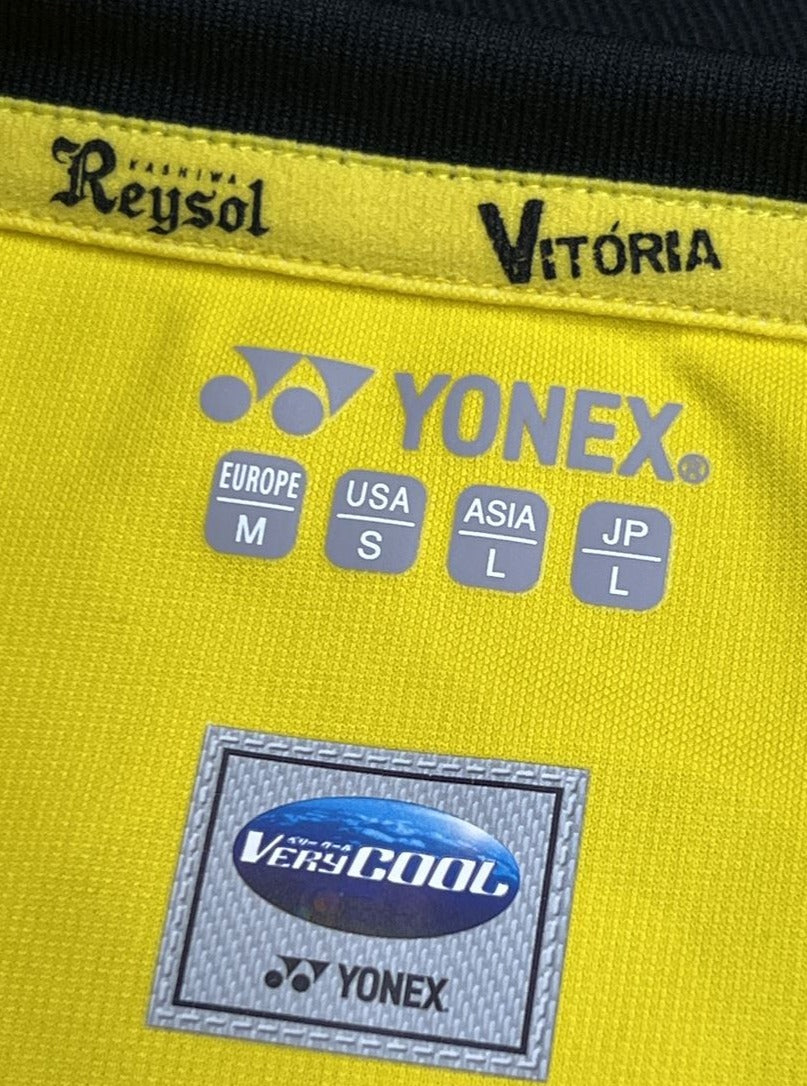 KASHIWA
Reysol
VITÓRIA
YONEX®
EUROPE
M
USA
S
ASIA
L
JP
L
ベリークール
VERYCOOL
YONEX